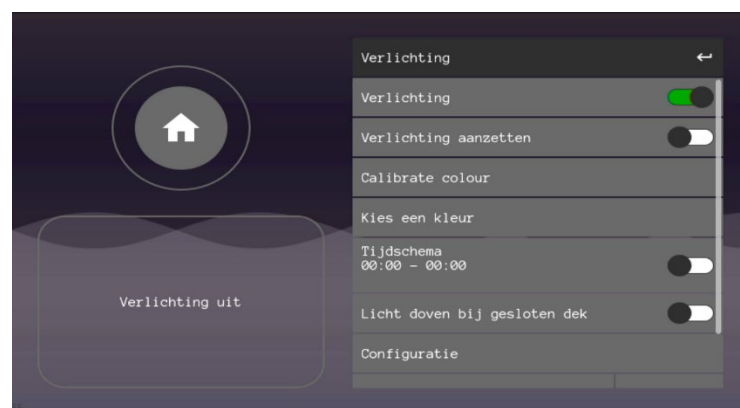 Verlichting
Verlichting
Verlichting aanzetten
Calibrate colour
Kies een kleur
Tijdschema
00:00 - 00:00
Licht doven bij gesloten dek
Configuratie
Verlichting uit